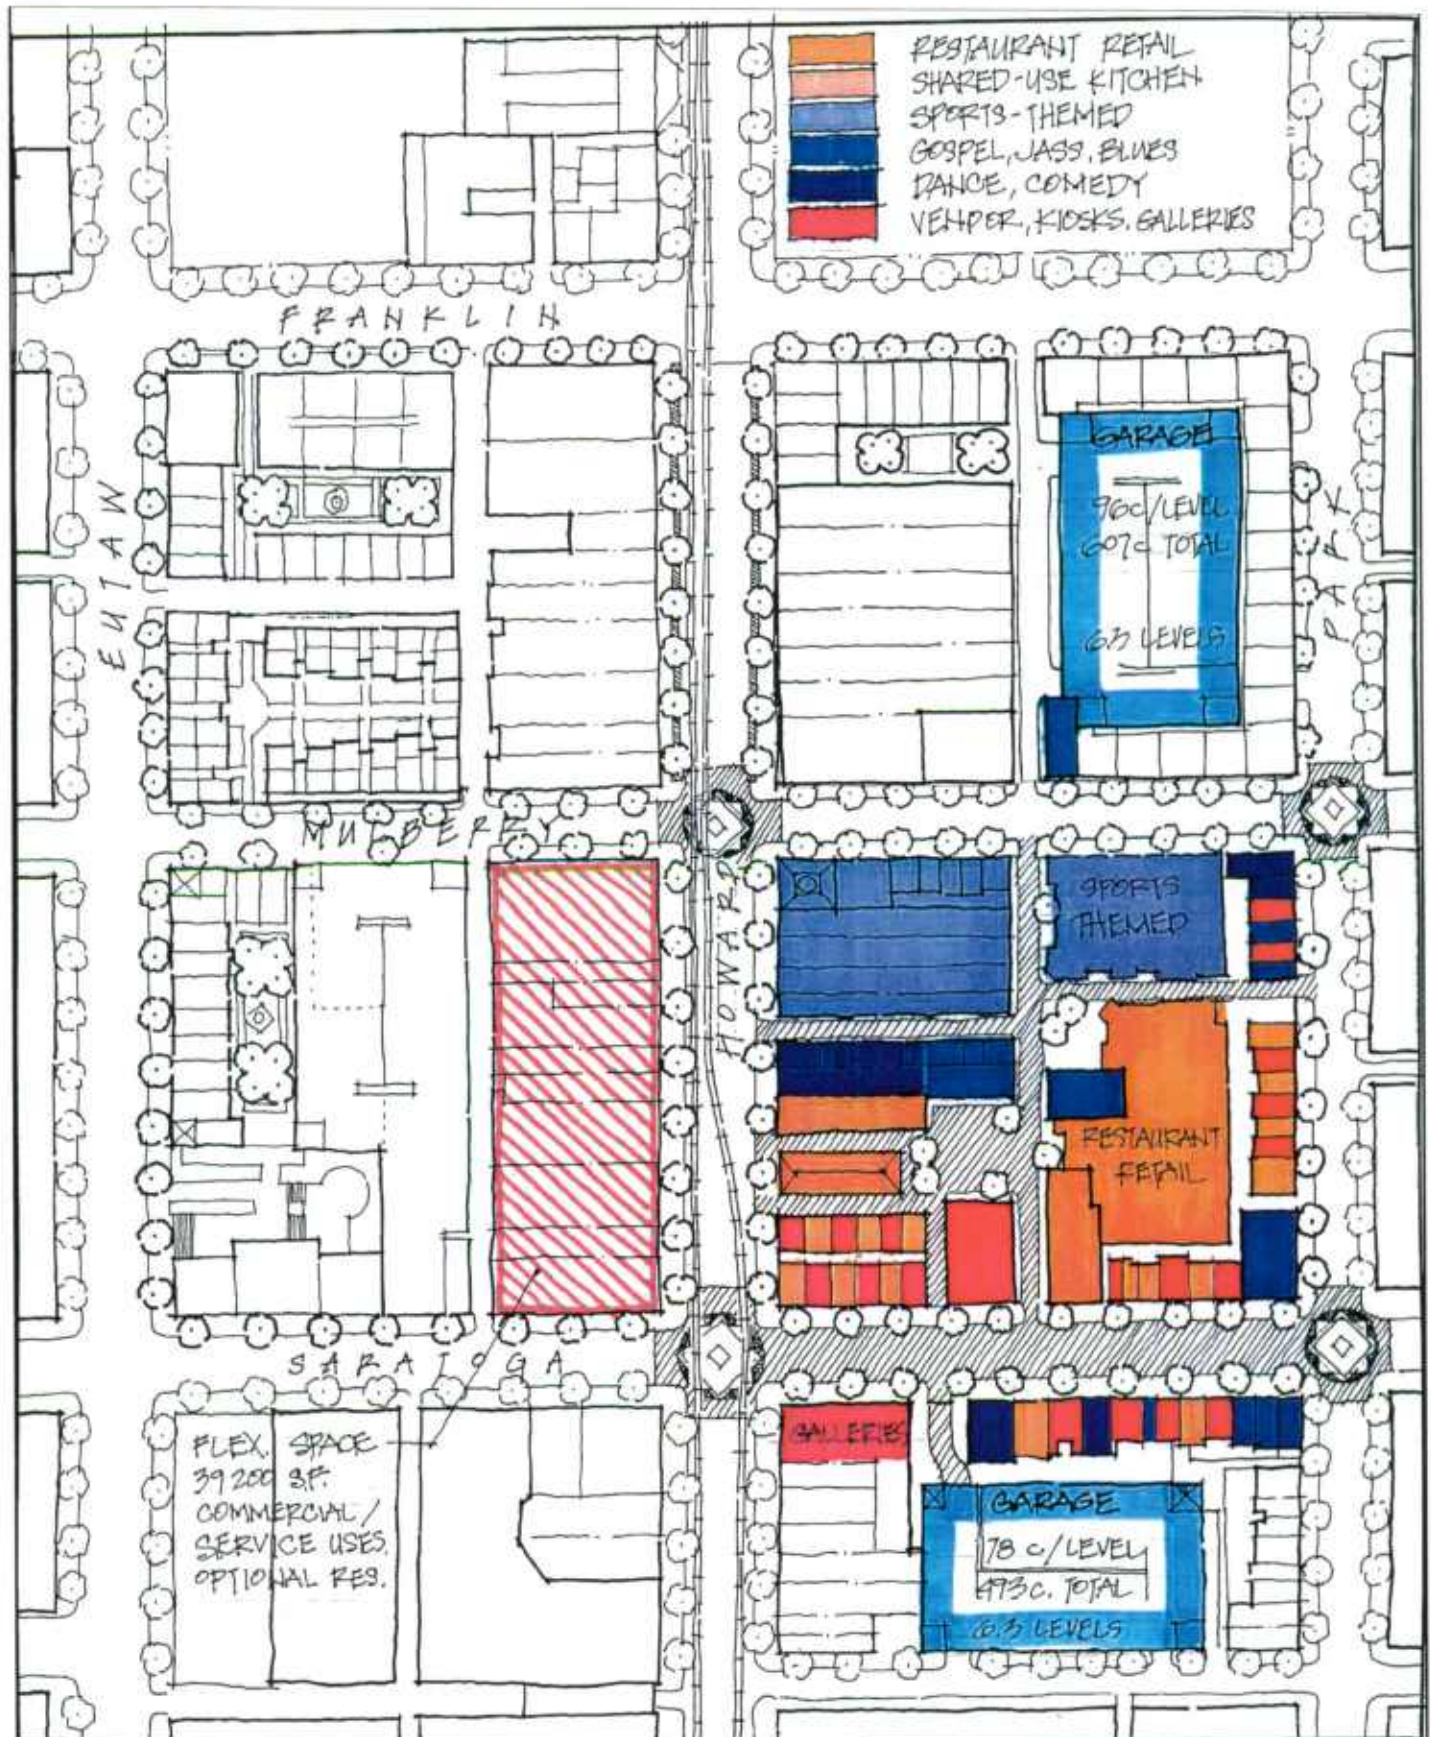 RESTAURANT RETAIL
SHARED-USE KITCHEN
SPORTS-THEMED
GOSPEL, JASS, BLUES
DANCE, COMEDY
VENDOR, KIOSKS, GALLERIES
FRANKLIN
EUTAW
GARAGE
96c/LEVEL
607c TOTAL
6.3 LEVELS
PARK
MULBERRY
HOWARD
SPORTS
THEMED
RESTAURANT
RETAIL
SARATOGA
FLEX. SPACE
39200 S.F.
COMMERCIAL/
SERVICE USES.
OPTIONAL RES.
GALLERIES
GARAGE
78 c/LEVEL
493c. TOTAL
6.3 LEVELS